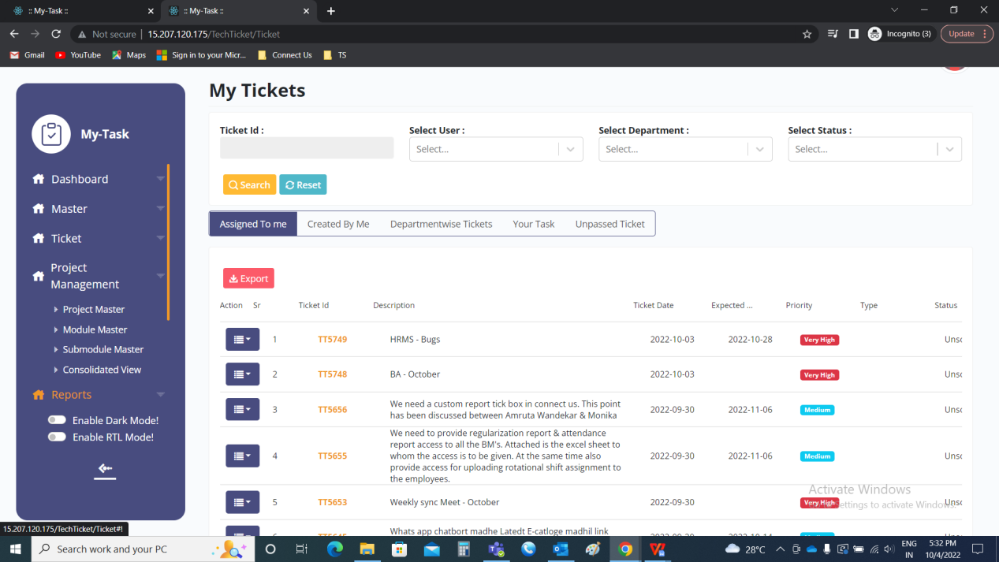 :: My-Task ::
:: My-Task ::
Not secure | 15.207.120.175/TechTicket/Ticket
Incognito (3)
Update
Gmail
YouTube
Maps
Sign in to your Micr...
Connect Us
TS
My-Task
Dashboard
Master
Ticket
Project
Management
Project Master
Module Master
Submodule Master
Consolidated View
Reports
Enable Dark Mode!
Enable RTL Mode!
My Tickets
Ticket Id :
Select User :
Select Department :
Select Status :
Select...
Select...
Select...
Search
Reset
Assigned To me
Created By Me
Departmentwise Tickets
Your Task
Unpassed Ticket
Export
Action Sr Ticket Id Description Ticket Date Expected ... Priority Type Status
1 TT5749 HRMS - Bugs 2022-10-03 2022-10-28 Very High Unso
2 TT5748 BA - October 2022-10-03 Very High Unso
3 TT5656 We need a custom report tick box in connect us. This point
has been discussed between Amruta Wandekar & Monika 2022-09-30 2022-11-06 Medium Unso
4 TT5655 We need to provide regularization report & attendance
report access to all the BM's. Attached is the excel sheet to
whom the access is to be given. At the same time also
provide access for uploading rotational shift assignment to
the employees. 2022-09-30 2022-11-06 Medium Unso
5 TT5653 Weekly sync Meet - October 2022-09-30 Very High Unso
Whats app chatbort madhe Latedt E-catloge madhil link
Activate Windows
Settings to activate Windows.
15.207.120.175/TechTicket/Ticket#!
Search work and your PC
28°C
ENG
IN
5:32 PM
10/4/2022